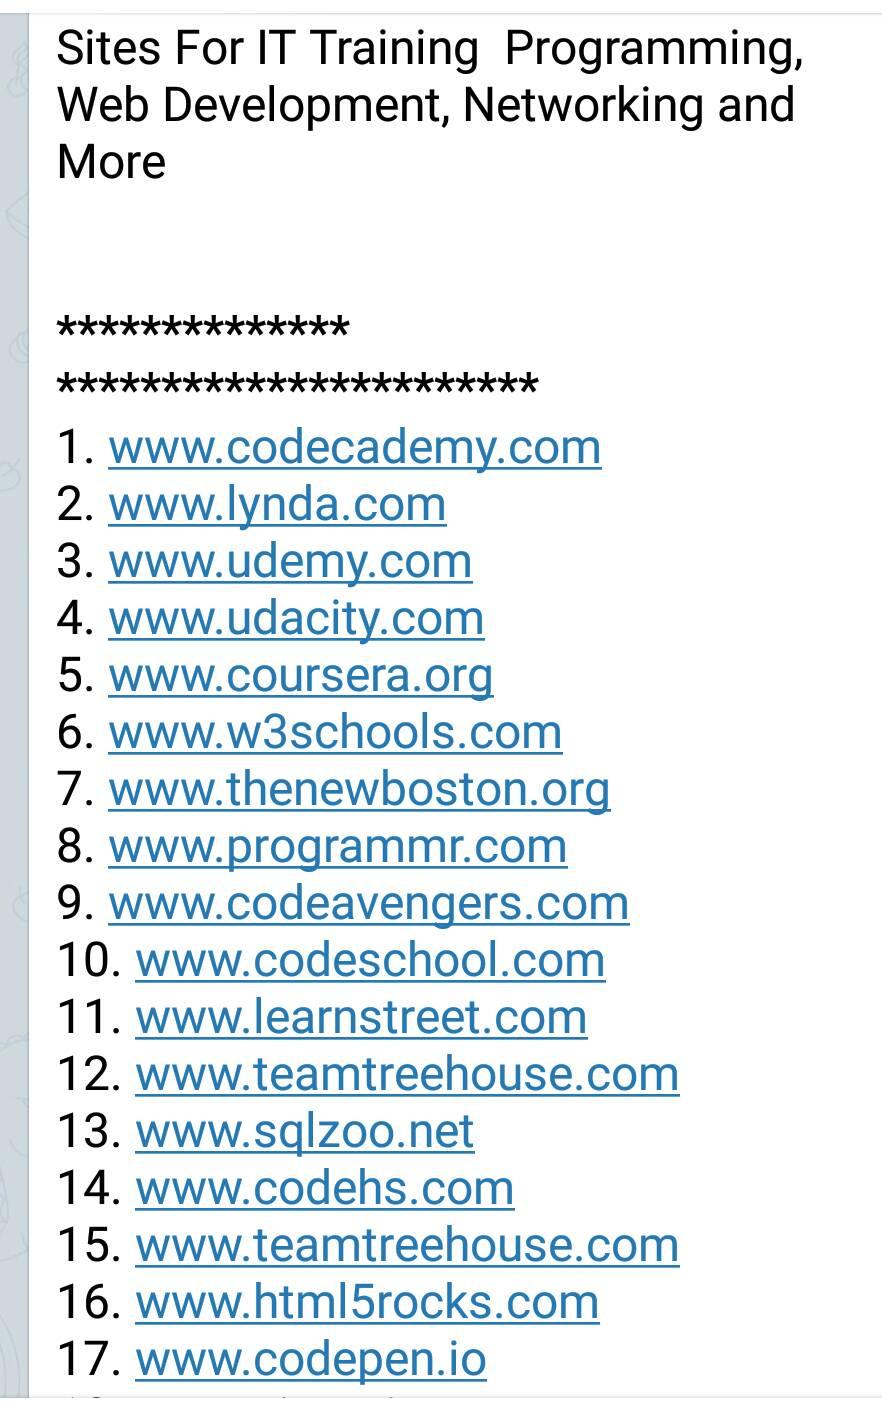 Sites For IT Training  Programming,
Web Development, Networking and
More
**************
***********************
1. www.codecademy.com
2. www.lynda.com
3. www.udemy.com
4. www.udacity.com
5. www.coursera.org
6. www.w3schools.com
7. www.thenewboston.org
8. www.programmr.com
9. www.codeavengers.com
10. www.codeschool.com
11. www.learnstreet.com
12. www.teamtreehouse.com
13. www.sqlzoo.net
14. www.codehs.com
15. www.teamtreehouse.com
16. www.html5rocks.com
17. www.codepen.io